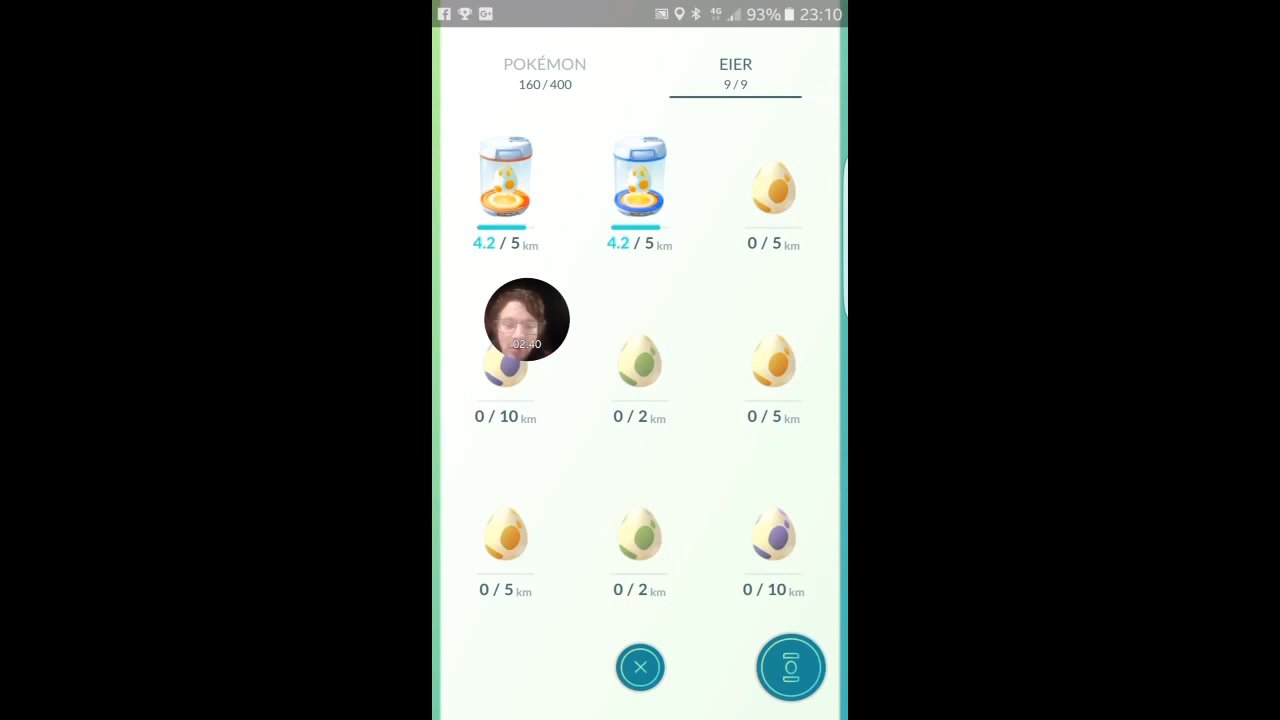 4G 93% 23:10
POKÉMON EIER
160 / 400 9 / 9
4.2 / 5 km 4.2 / 5 km 0 / 5 km
02:40
0 / 10 km 0 / 2 km 0 / 5 km
0 / 5 km 0 / 2 km 0 / 10 km